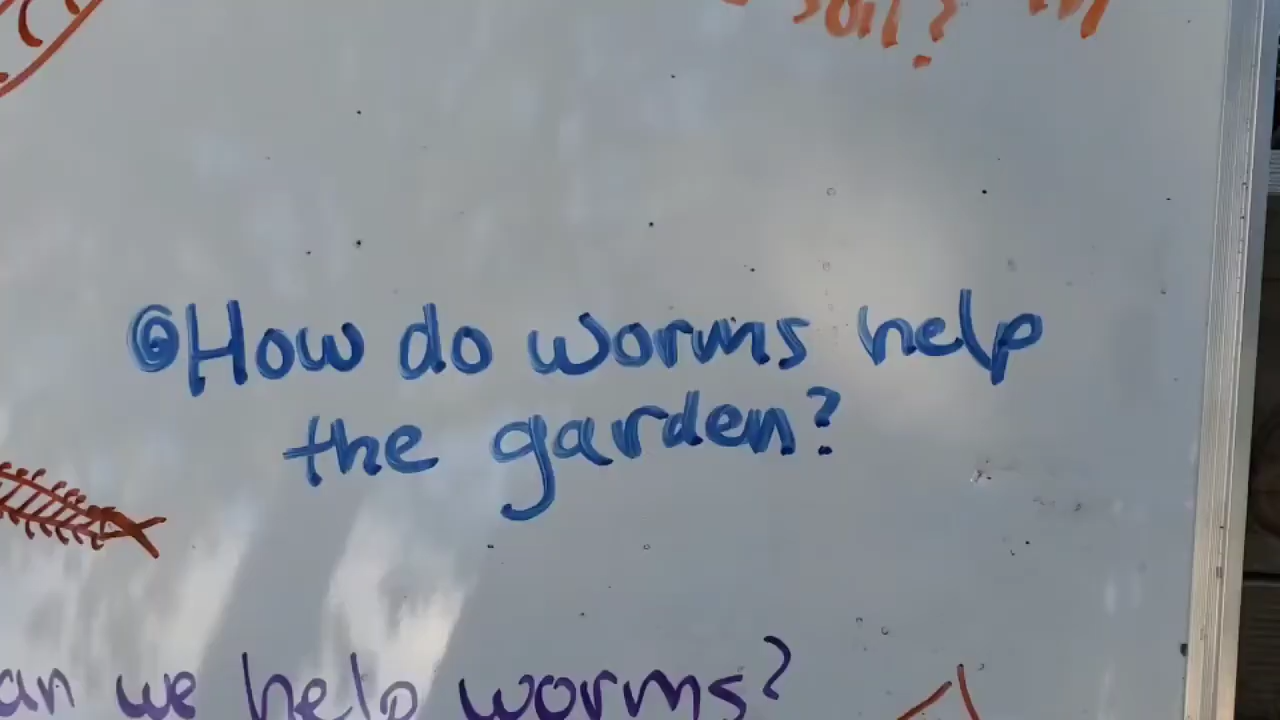 soil?
How do worms help
the garden?
we help worms?